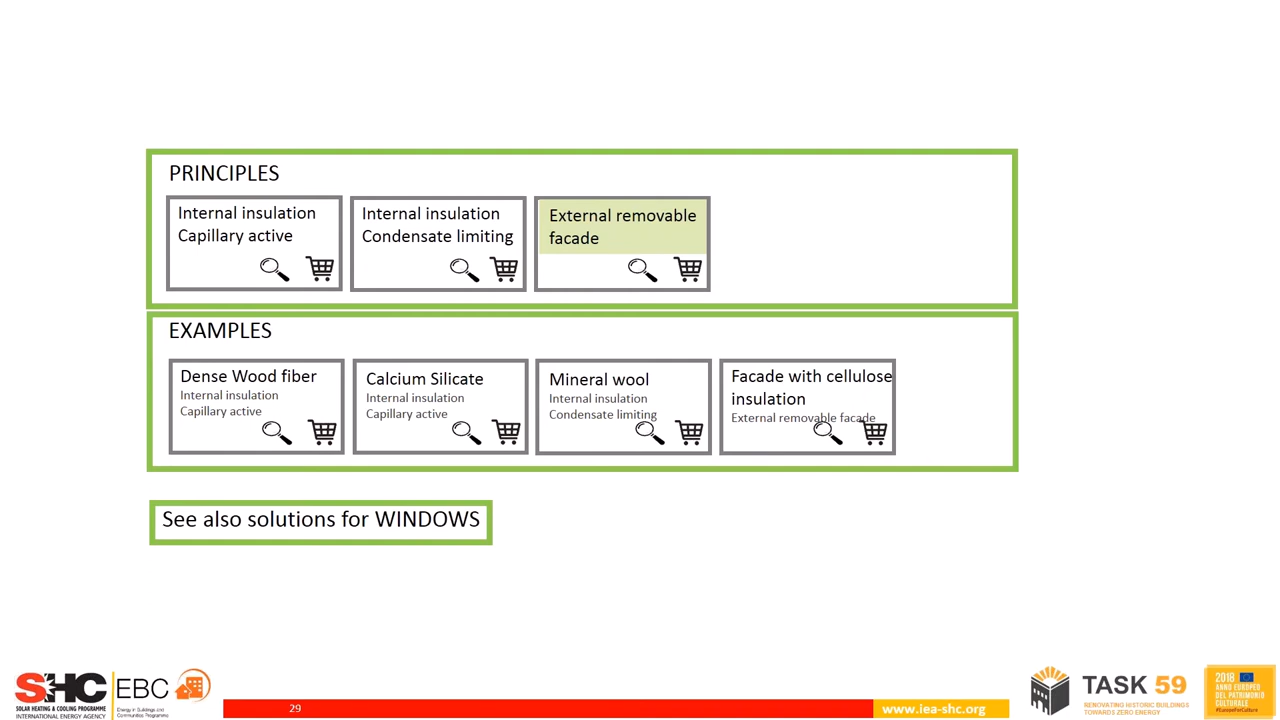 PRINCIPLES
Internal insulation
Capillary active
Internal insulation
Condensate limiting
External removable
facade
EXAMPLES
Dense Wood fiber
Internal insulation
Capillary active
Calcium Silicate
Internal insulation
Capillary active
Mineral wool
Internal insulation
Condensate limiting
Facade with cellulose
insulation
External removable facade
See also solutions for WINDOWS
SHC
SOLAR HEATING & COOLING PROGRAMME
INTERNATIONAL ENERGY AGENCY
EBC
Energy in Buildings and
Communities Programme
29
www.iea-shc.org
TASK 59
RENOVATING HISTORIC BUILDINGS
TOWARDS ZERO ENERGY
2018
ANNO EUROPEO
DEL PATRIMONIO
CULTURALE
#EuropeForCulture